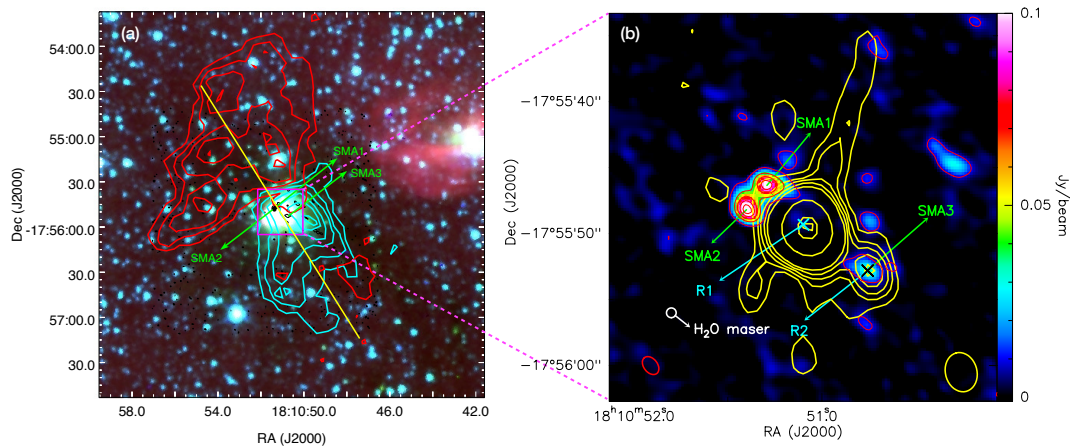 (a)
Dec (J2000)
−17
54:00.0
30.0
55:00.0
30.0
−17:56:00.0
30.0
57:00.0
30.0
58.0
54.0
18:10:50.0
46.0
42.0
RA (J2000)
SMA1
SMA3
SMA2
(b)
Dec (J2000)
−17°55'40"
−17°55'50"
−17°56'00"
SMA1
SMA2
SMA3
R1
R2
H₂O maser
18ʰ10ᵐ52ˢ
51ˢ
RA (J2000)
0.1
0.05
0
Jy/beam